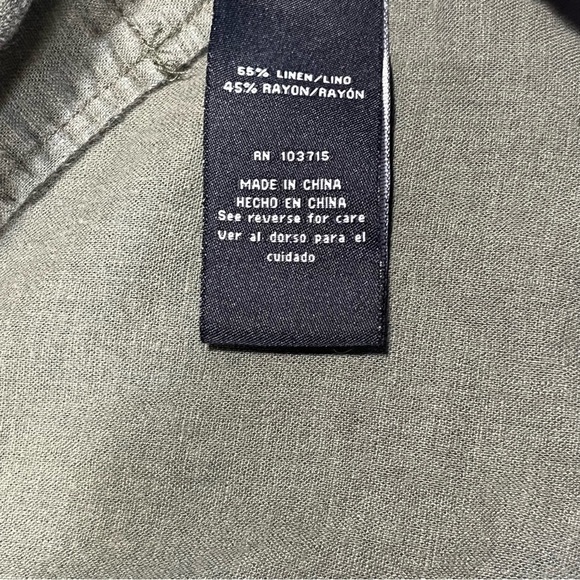 55% LINEN/LINO
45% RAYON/RAYÓN
RN 103715
MADE IN CHINA
HECHO EN CHINA
See reverse for care
Ver al dorso para el
cuidado